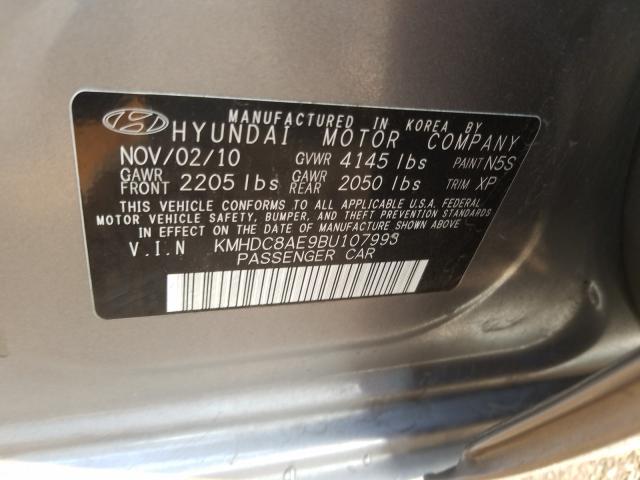 MANUFACTURED IN KOREA BY
HYUNDAI MOTOR COMPANY
NOV/02/10 GVWR 4145 lbs PAINT N5S
GAWR FRONT 2205 lbs GAWR REAR 2050 lbs TRIM XP
THIS VEHICLE CONFORMS TO ALL APPLICABLE U.S.A. FEDERAL
MOTOR VEHICLE SAFETY, BUMPER, AND THEFT PREVENTION STANDARDS
IN EFFECT ON THE DATE OF MANUFACTURE SHOWN ABOVE
V.I.N KMHDC8AE9BU107993
PASSENGER CAR